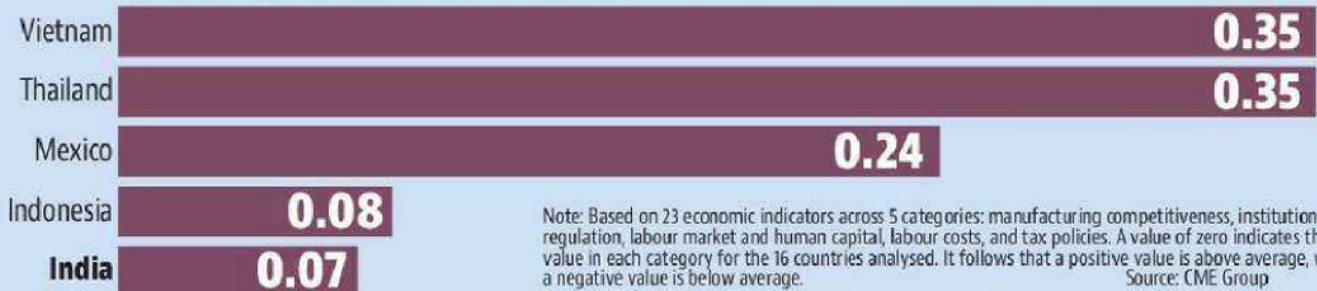 Vietnam 0.35
Thailand 0.35
Mexico 0.24
Indonesia 0.08
India 0.07
Note: Based on 23 economic indicators across 5 categories: manufacturing competitiveness, institution
regulation, labour market and human capital, labour costs, and tax policies. A value of zero indicates th
value in each category for the 16 countries analysed. It follows that a positive value is above average,
a negative value is below average.
Source: CME Group